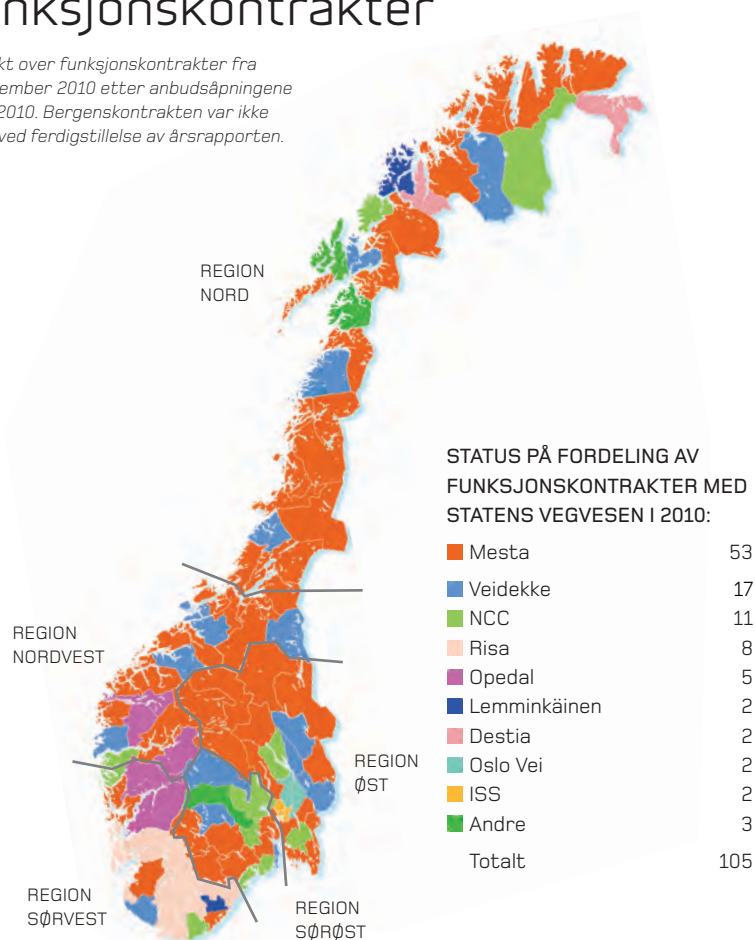 nksjonskontrakter
kt over funksjonskontrakter fra
ember 2010 etter anbudsåpningene
2010. Bergenskontrakten var ikke
ved ferdigstillelse av årsrapporten.
REGION
NORD
STATUS PÅ FORDELING AV
FUNKSJONSKONTRAKTER MED
STATENS VEGVESEN I 2010:
Mesta 53
Veidekke 17
NCC 11
Risa 8
Opedal 5
Lemminkäinen 2
Destia 2
Oslo Vei 2
ISS 2
Andre 3
Totalt 105
REGION
NORDVEST
REGION
ØST
REGION
SØRVEST
REGION
SØRØST